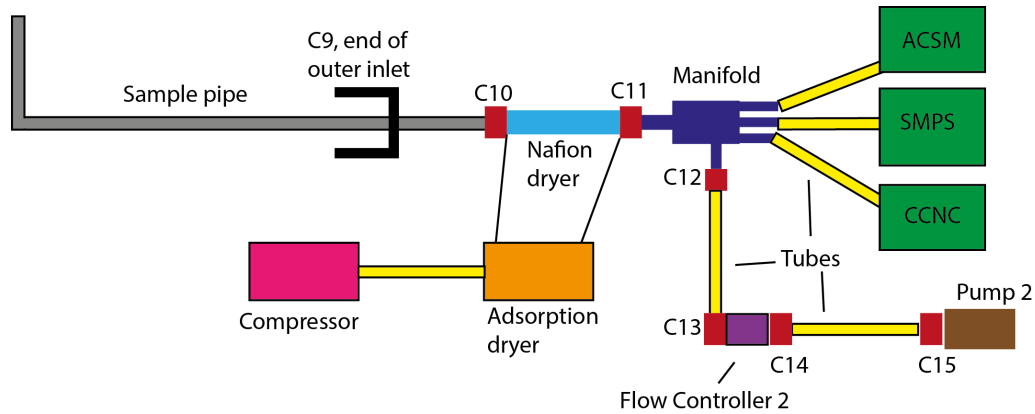 C9, end of
outer inlet
Sample pipe
C10
C11
Manifold
ACSM
SMPS
CCNC
Nafion
dryer
C12
Tubes
Compressor
Adsorption
dryer
C13
C14
C15
Pump 2
Flow Controller 2